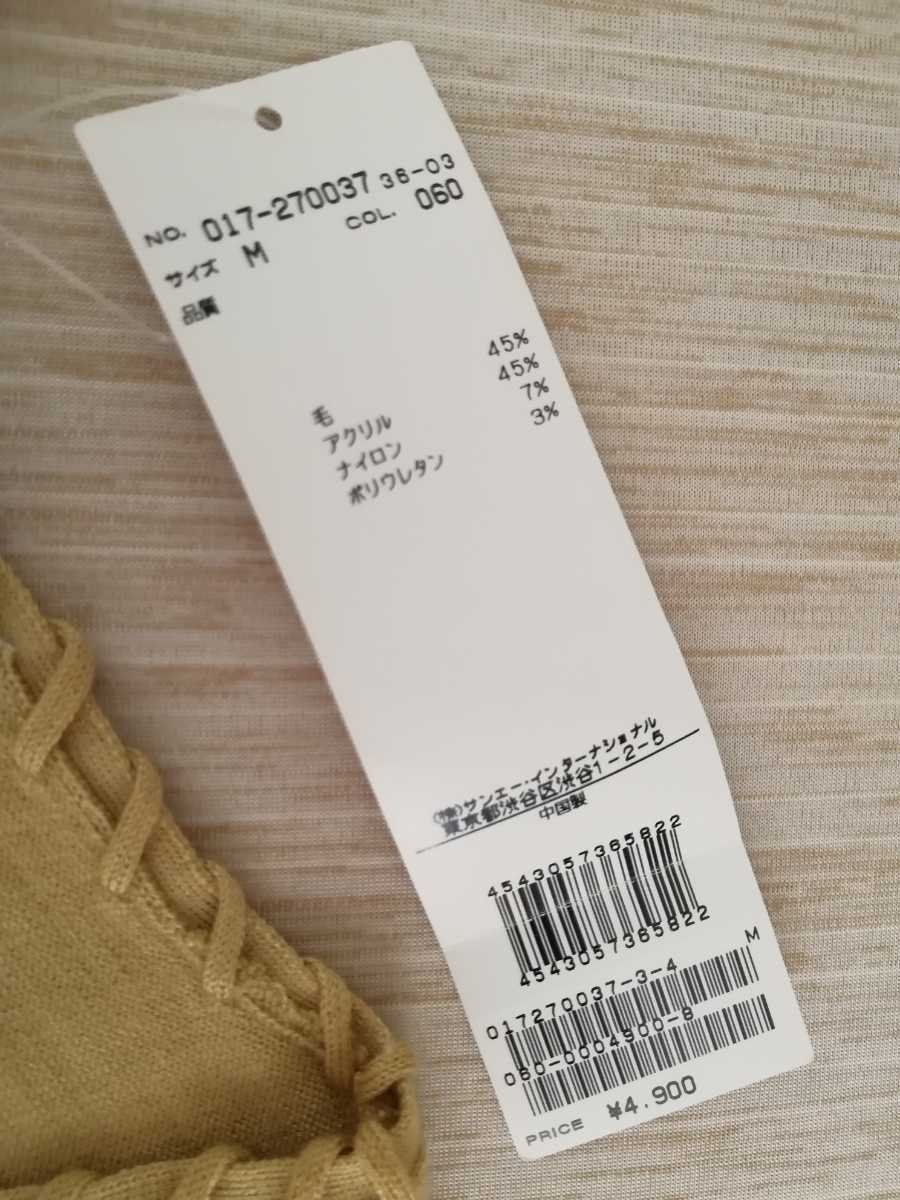 NO. 017-270037 36-03
サイズ M COL. 060
品質
毛 45%
アクリル 45%
ナイロン 7%
ポリウレタン 3%
(株)サンエー・インターナショナル
東京都渋谷区渋谷1-2-5
中国製
4543057365822
4543057365822
M
017270037-3-4
060-0004900-8
PRICE ¥4,900